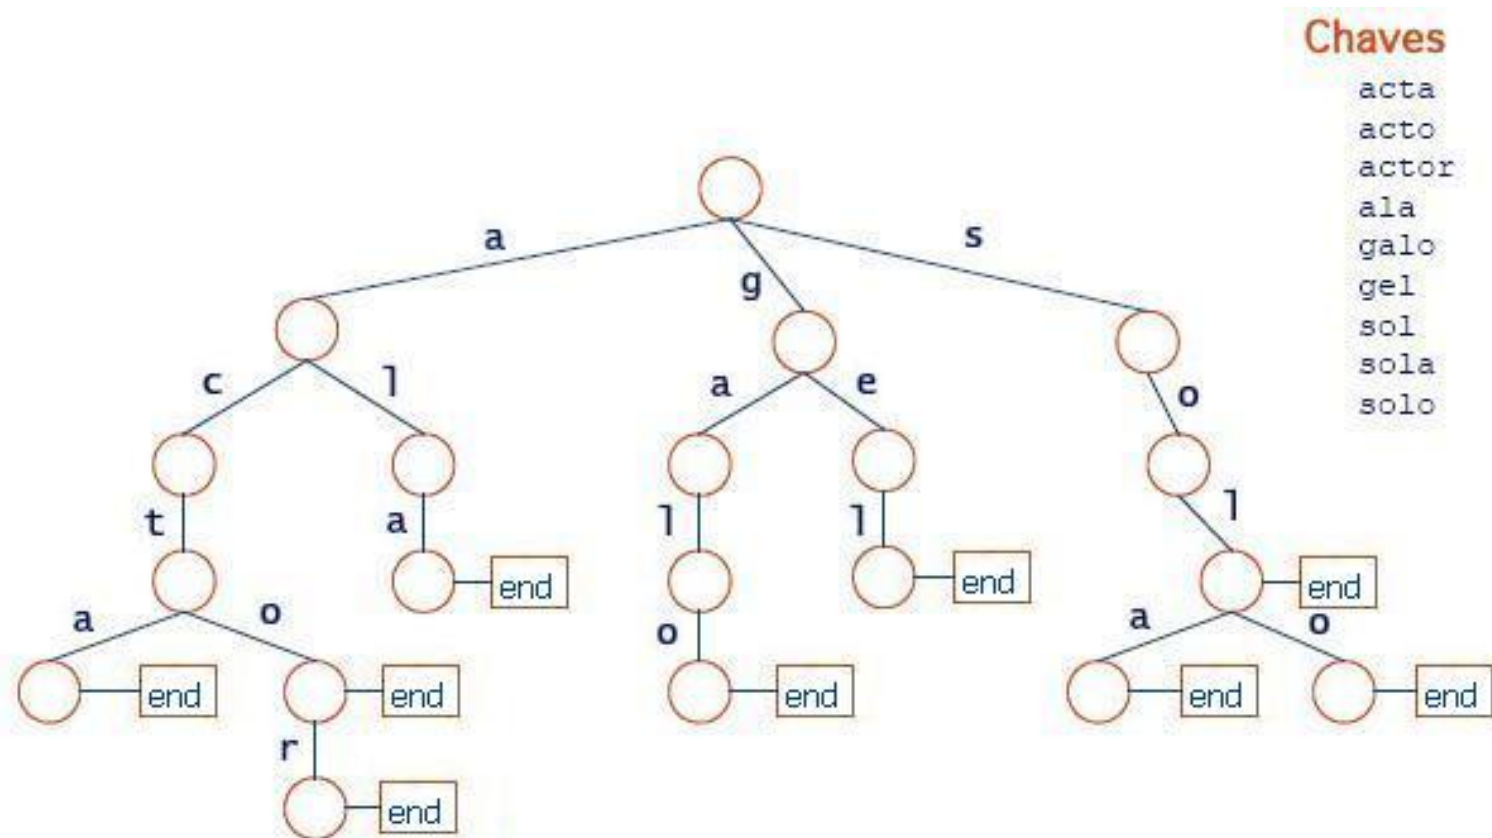 Chaves
acta
acto
actor
ala
galo
gel
sol
sola
solo
a
s
g
c
l
a
e
o
t
a
l
l
l
end
end
end
a
o
o
a
o
end
end
end
end
end
r
end